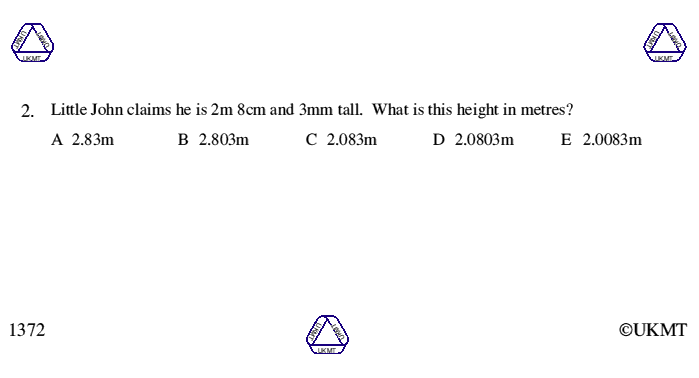 UKMT UKMT UKMT
UKMT UKMT UKMT
2. Little John claims he is 2m 8cm and 3mm tall. What is this height in metres?
A 2.83m B 2.803m C 2.083m D 2.0803m E 2.0083m
1372
UKMT UKMT UKMT
©UKMT